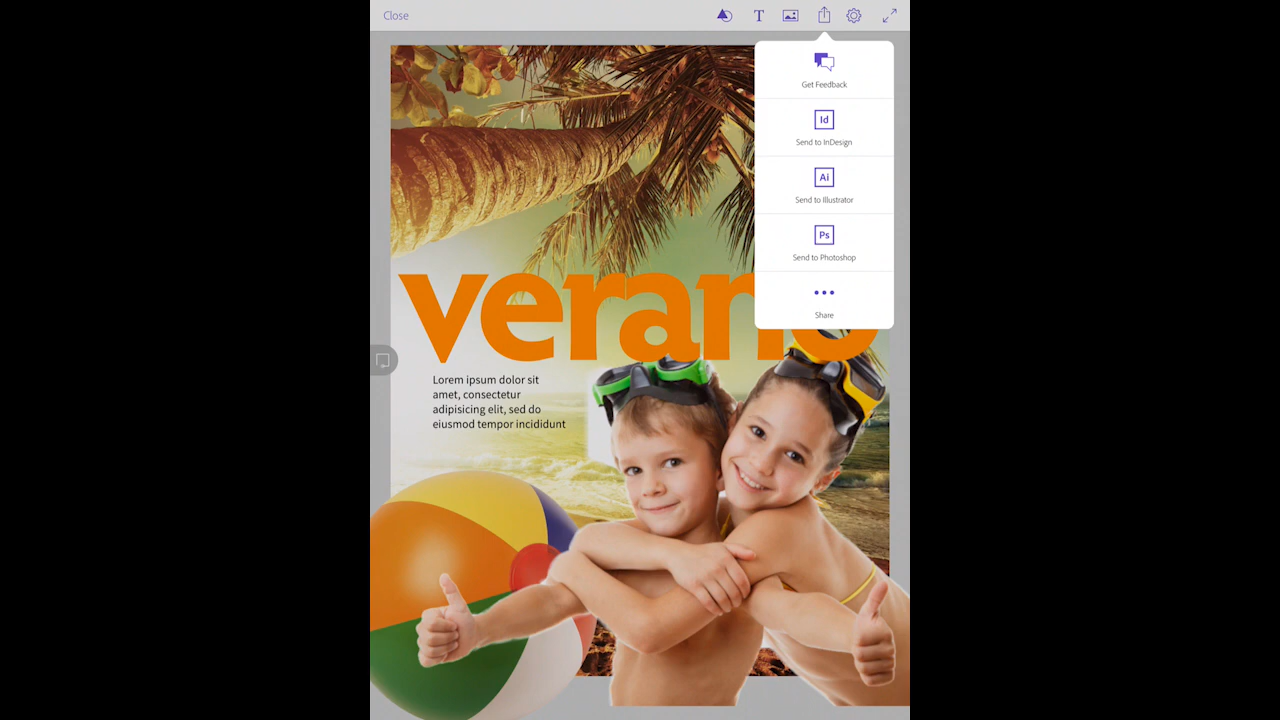 Close
T
Get Feedback
Id
Send to InDesign
Ai
Send to Illustrator
Ps
Send to Photoshop
Share
verano
Lorem ipsum dolor sit
amet, consectetur
adipisicing elit, sed do
eiusmod tempor incididunt